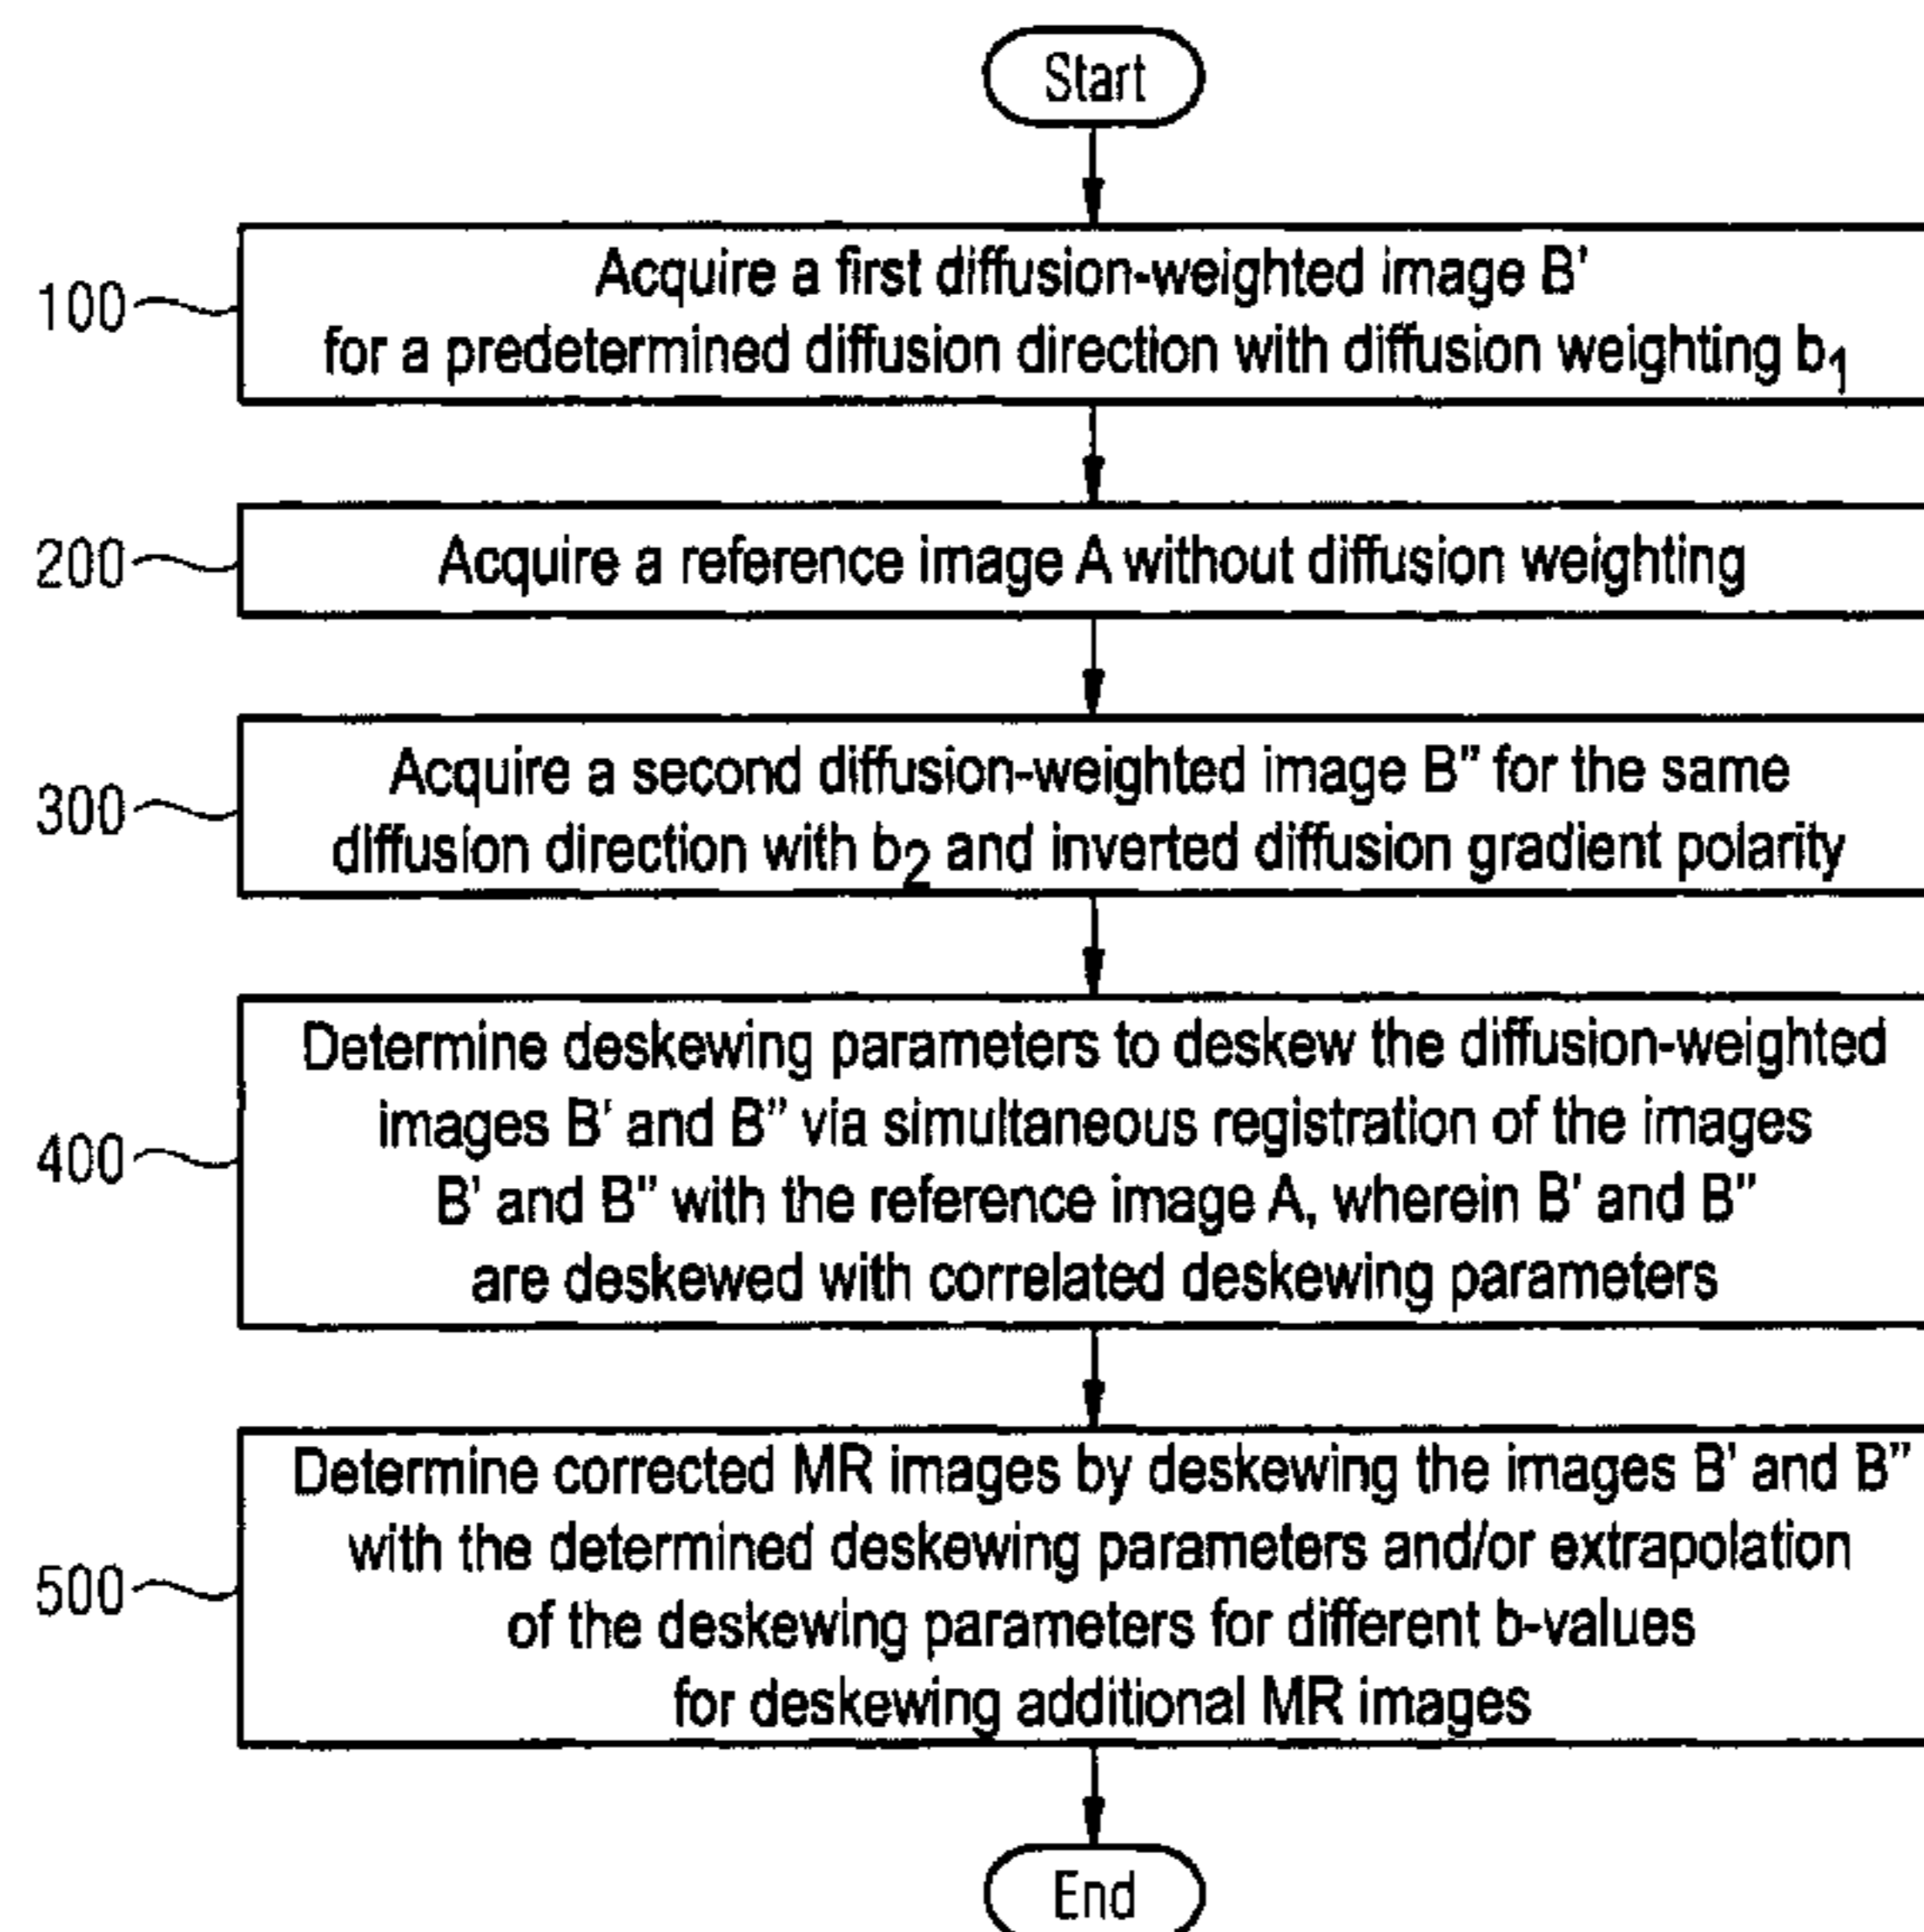 Start
100
Acquire a first diffusion-weighted image B'
for a predetermined diffusion direction with diffusion weighting b₁
200
Acquire a reference image A without diffusion weighting
300
Acquire a second diffusion-weighted image B" for the same
diffusion direction with b₂ and inverted diffusion gradient polarity
400
Determine deskewing parameters to deskew the diffusion-weighted
images B' and B" via simultaneous registration of the images
B' and B" with the reference image A, wherein B' and B"
are deskewed with correlated deskewing parameters
500
Determine corrected MR images by deskewing the images B' and B"
with the determined deskewing parameters and/or extrapolation
of the deskewing parameters for different b-values
for deskewing additional MR images
End